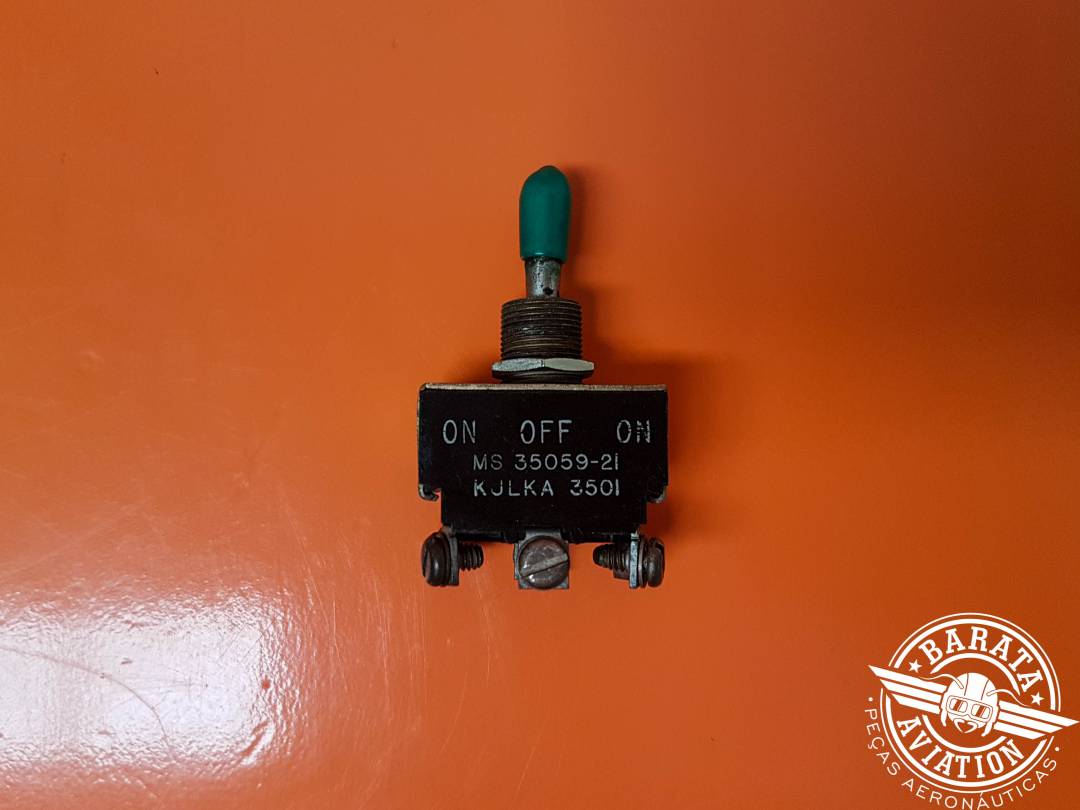 ON OFF ON
MS 35059-21
KJLKA 3501
BARATA
AVIATION
•PEÇAS AERONÁUTICAS•